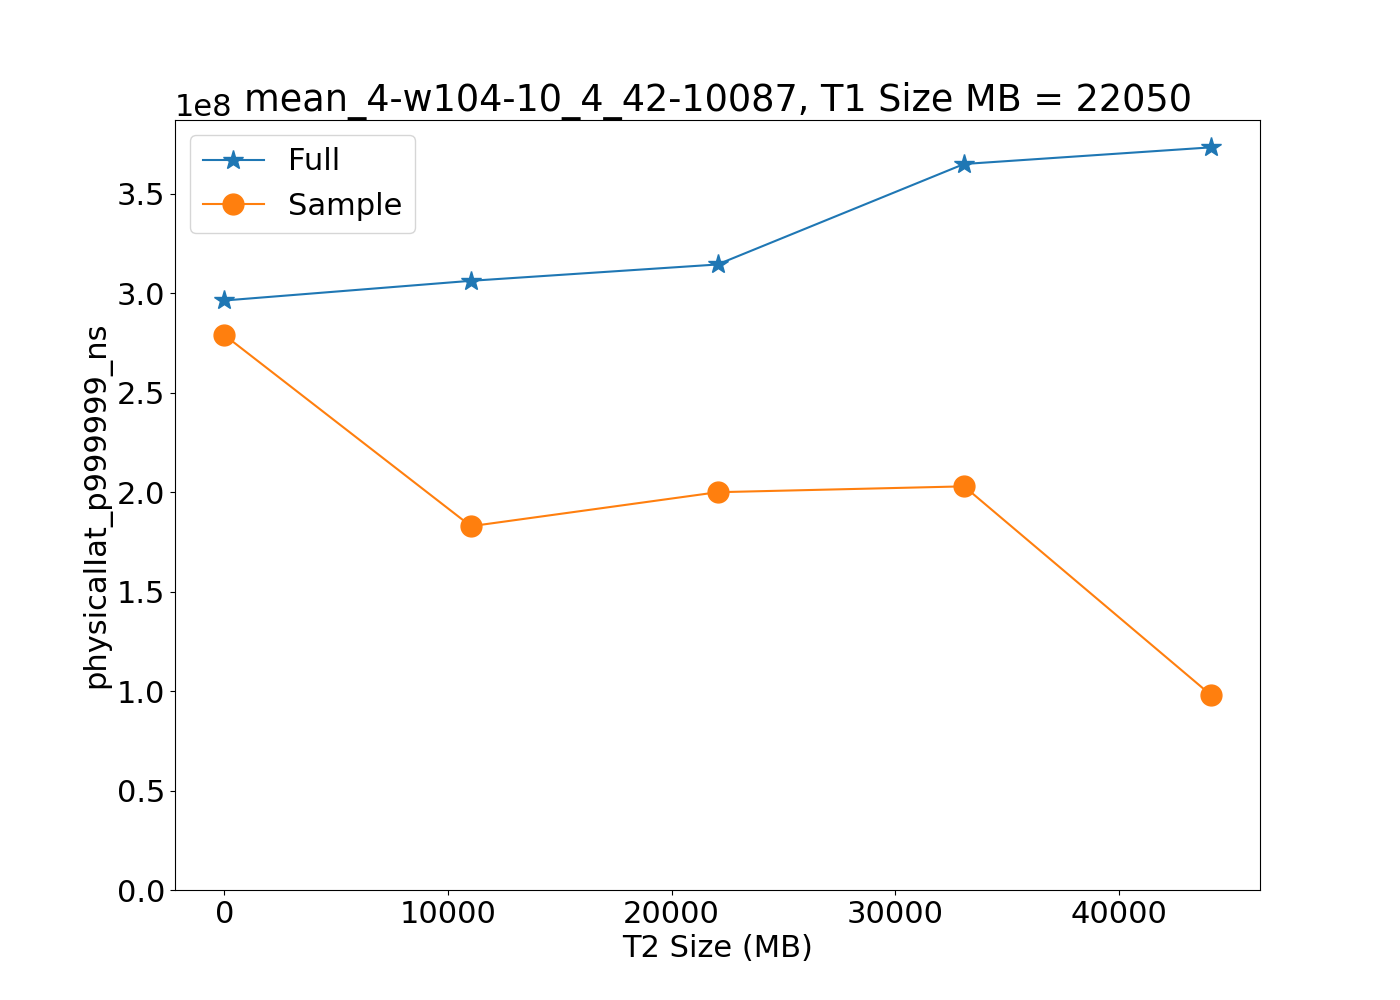 1e8
mean_4-w104-10_4_42-10087, T1 Size MB = 22050
Full
Sample
physicallat_p999999_ns
3.5
3.0
2.5
2.0
1.5
1.0
0.5
0.0
0 10000 20000 30000 40000
T2 Size (MB)